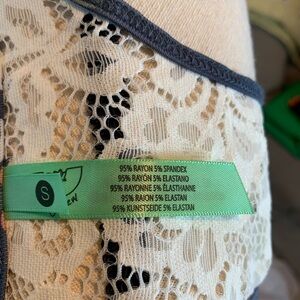 S
95% RAYON 5% SPANDEX
95% RAYÓN 5% ELASTANO
95% RAYONNE 5% ÉLASTHANNE
95% RAION 5% ELASTAN
95% KUNSTSEIDE 5% ELASTAN